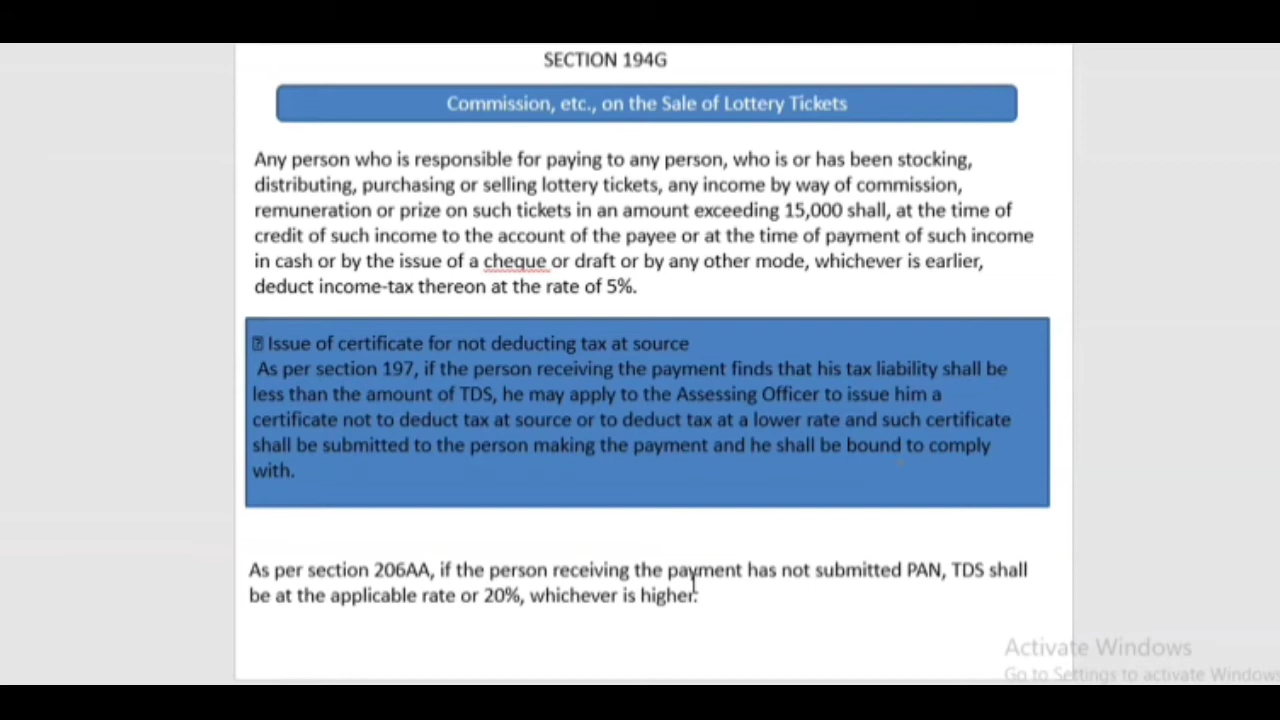 SECTION 194G
Commission, etc., on the Sale of Lottery Tickets
Any person who is responsible for paying to any person, who is or has been stocking,
distributing, purchasing or selling lottery tickets, any income by way of commission,
remuneration or prize on such tickets in an amount exceeding 15,000 shall, at the time of
credit of such income to the account of the payee or at the time of payment of such income
in cash or by the issue of a cheque or draft or by any other mode, whichever is earlier,
deduct income-tax thereon at the rate of 5%.
Issue of certificate for not deducting tax at source
As per section 197, if the person receiving the payment finds that his tax liability shall be
less than the amount of TDS, he may apply to the Assessing Officer to issue him a
certificate not to deduct tax at source or to deduct tax at a lower rate and such certificate
shall be submitted to the person making the payment and he shall be bound to comply
with.
As per section 206AA, if the person receiving the payment has not submitted PAN, TDS shall
be at the applicable rate or 20%, whichever is higher.
Activate Windows
Go to Settings to activate Windows